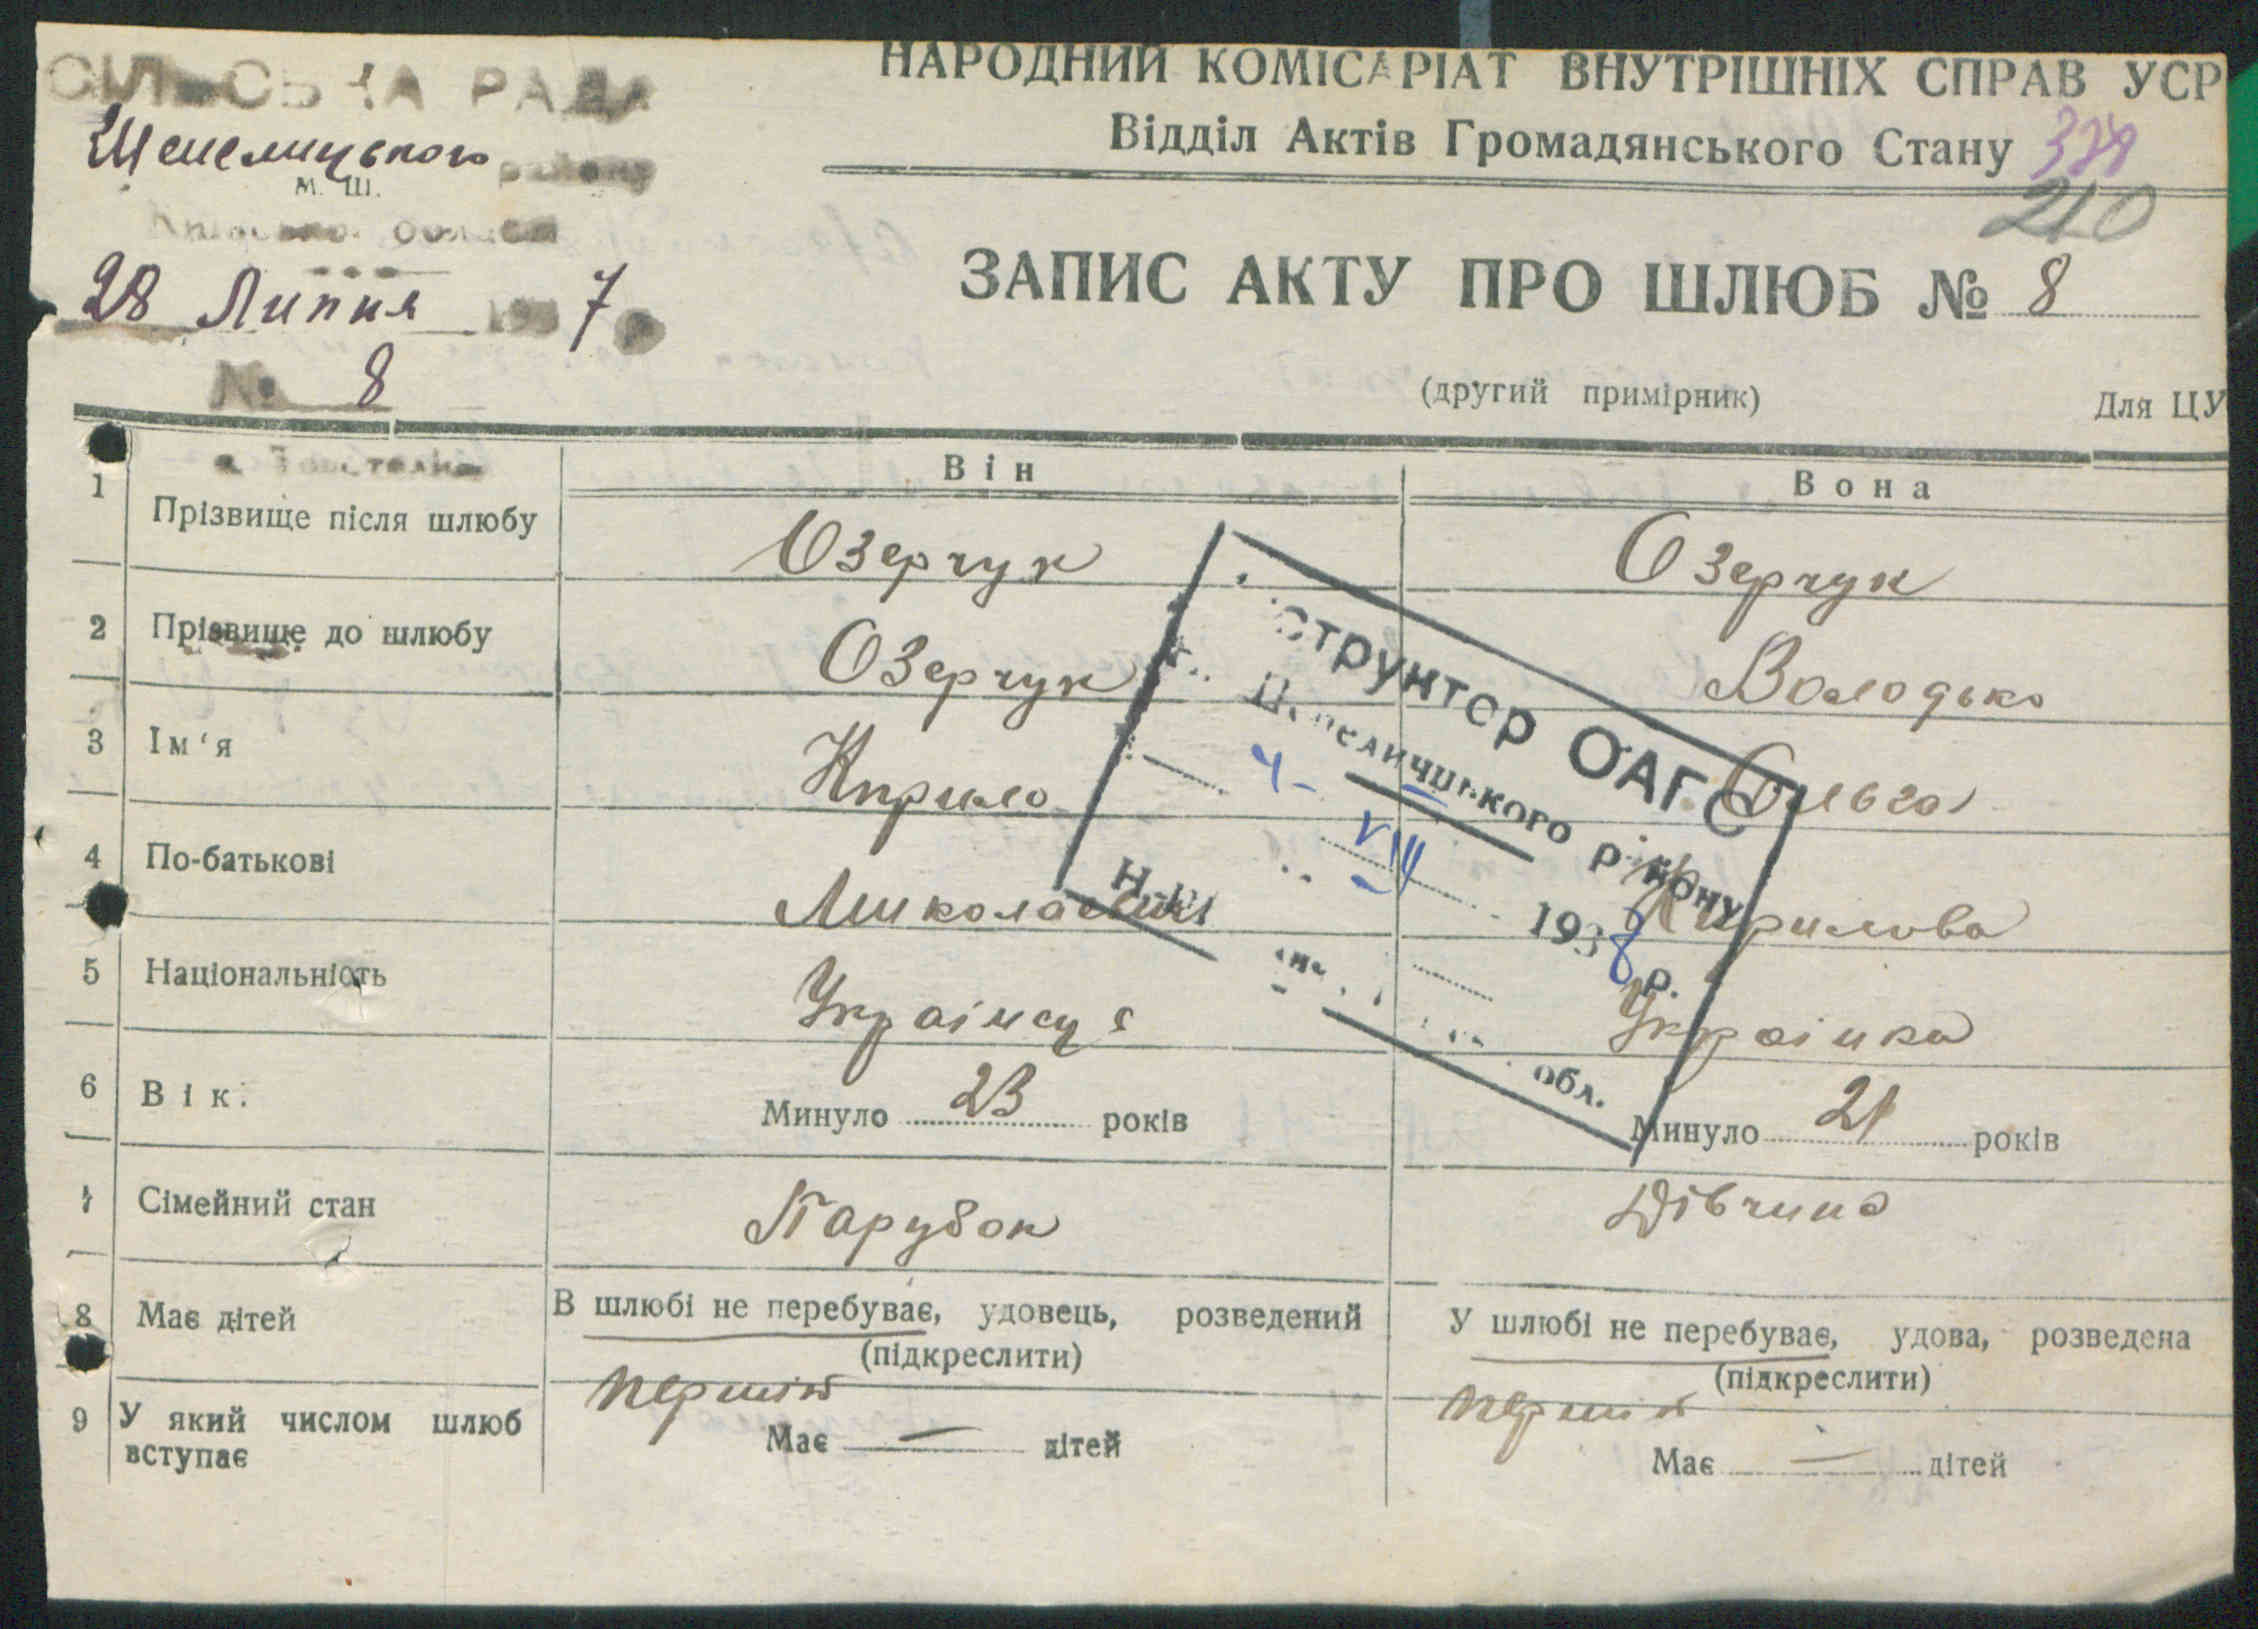 СІЛЬСЬКА РАДА
району
М. Ш.
28 Липня 1937
№ 8
НАРОДНИЙ КОМІСАРІАТ ВНУТРІШНІХ СПРАВ УСР
Відділ Актів Громадянського Стану
210
ЗАПИС АКТУ ПРО ШЛЮБ № 8
(другий примірник) Для ЦУ
Він Вона
1 Прізвище після шлюбу Озерчук Озерчук
2 Прізвище до шлюбу Озерчук Володько
3 Ім‘я Кирило Ольга
4 По-батькові Миколаєвич Кирилова
5 Національність Українець Українка
6 Вік. Минуло 23 років Минуло 21 років
7 Сімейний стан Парубок Дівчина
8 Має дітей В шлюбі не перебуває, удовець, розведений У шлюбі не перебуває, удова, розведена
(підкреслити) (підкреслити)
9 У який числом шлюб вступає перший перший
Має — дітей Має — дітей
структор ОАГС
району
4-VIII 1938 р.
обл.